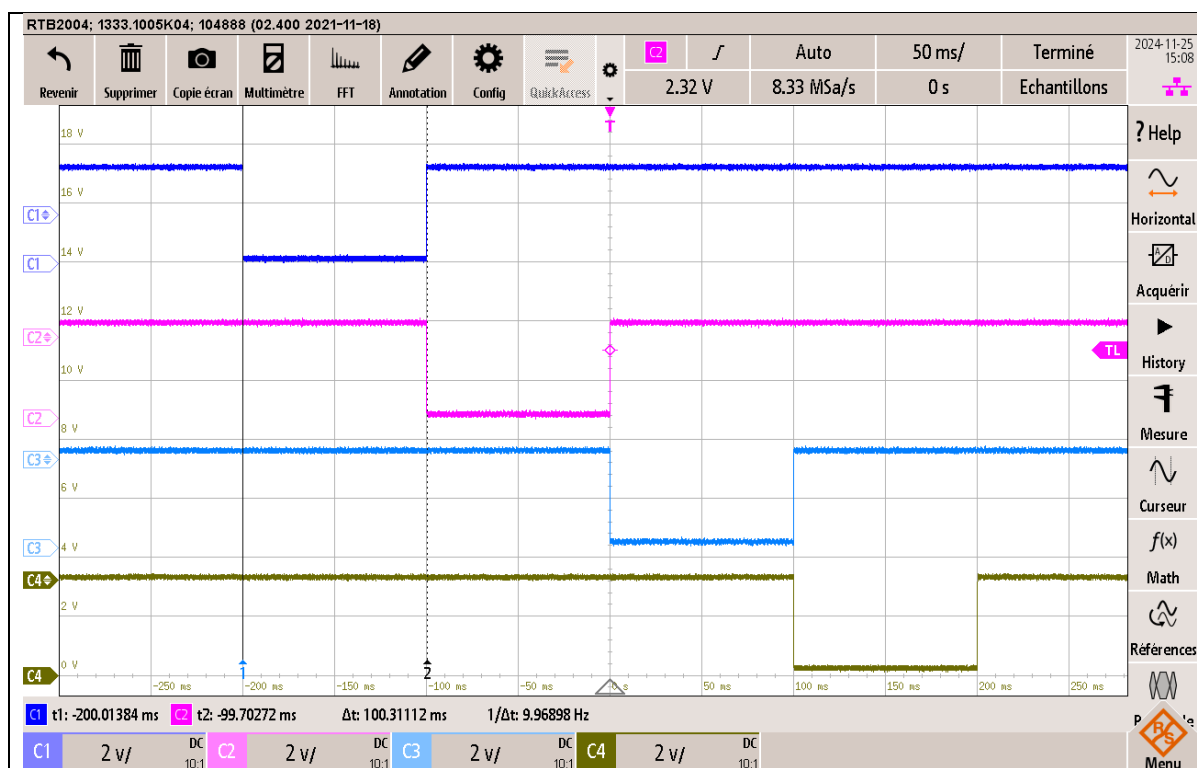 RTB2004; 1333.1005K04; 104888 (02.400 2021-11-18)
Revenir Supprimer Copie écran Multimètre FFT Annotation Config QuickAccess
C2 Auto 50 ms/ Terminé
2.32 V 8.33 MSa/s 0 s Echantillons
2024-11-25
15:08
? Help
Horizontal
Acquérir
History
Mesure
Curseur
f(x)
Math
Références
Menu
T
18 V
16 V
C1
14 V
C1
12 V
C2
TL
10 V
C2
8 V
C3
6 V
C3
4 V
C4
2 V
C4
0 V
1 2
-250 ms -200 ms -150 ms -100 ms -50 ms 0 s 50 ms 100 ms 150 ms 200 ms 250 ms
C1 t1: -200.01384 ms C2 t2: -99.70272 ms Δt: 100.31112 ms 1/Δt: 9.96898 Hz
C1 2 V/ DC 10:1 C2 2 V/ DC 10:1 C3 2 V/ DC 10:1 C4 2 V/ DC 10:1